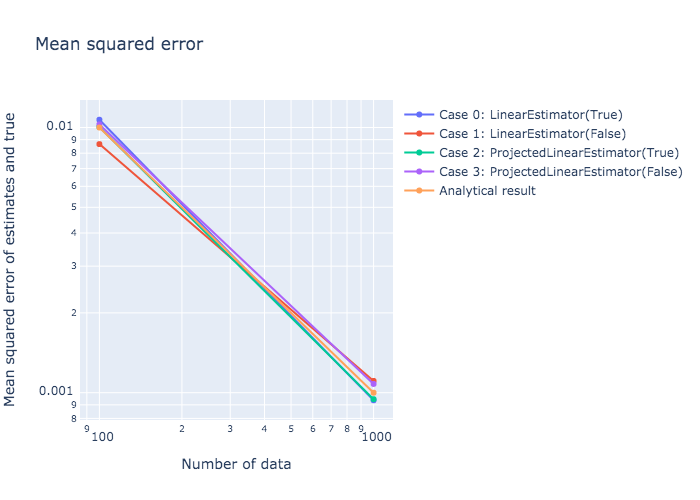 Mean squared error
Mean squared error of estimates and true
0.01
9
8
7
6
5
4
3
2
0.001
9
8
9
100
2
3
4
5
6
7
8
9
1000
Number of data
Case 0: LinearEstimator(True)
Case 1: LinearEstimator(False)
Case 2: ProjectedLinearEstimator(True)
Case 3: ProjectedLinearEstimator(False)
Analytical result